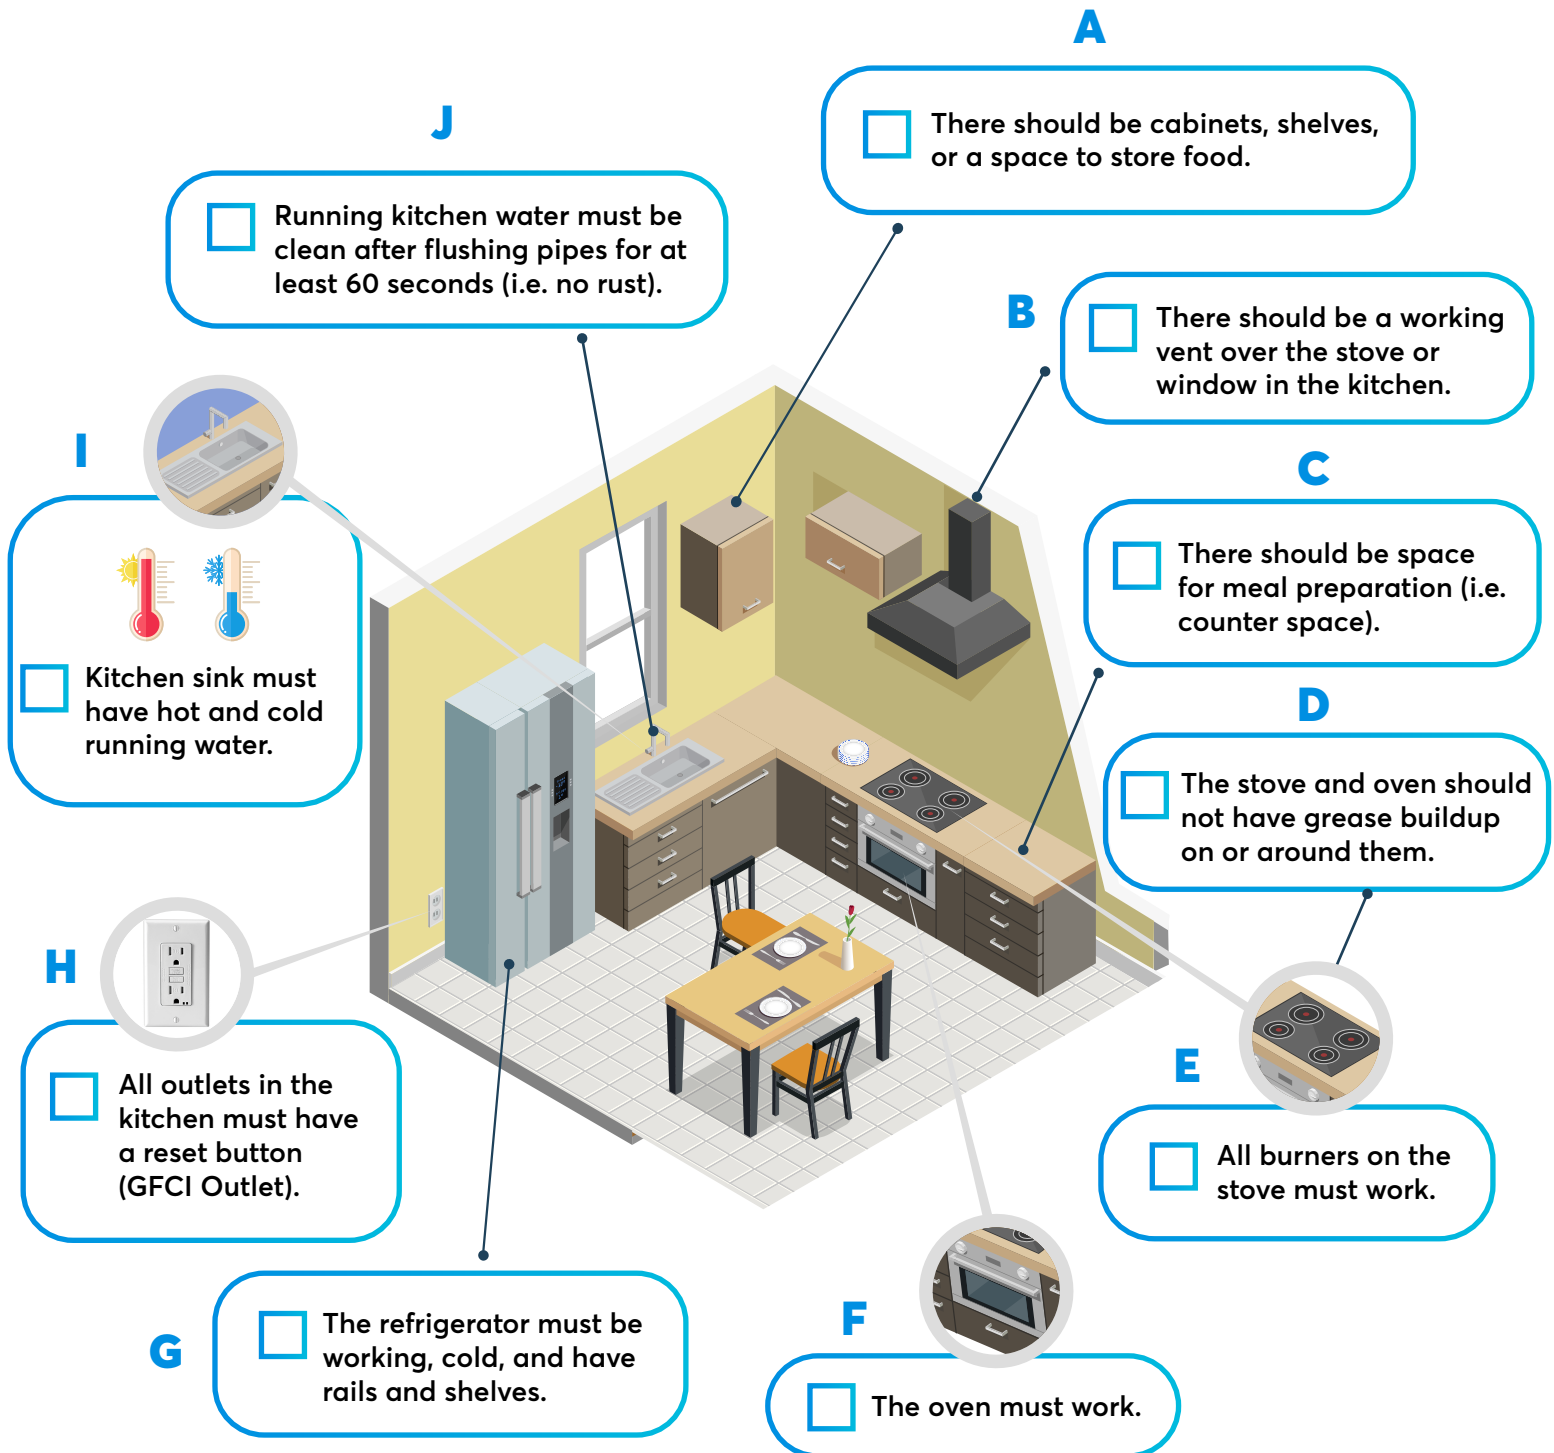 A
There should be cabinets, shelves,
or a space to store food.
J
Running kitchen water must be
clean after flushing pipes for at
least 60 seconds (i.e. no rust).
B
There should be a working
vent over the stove or
window in the kitchen.
I
Kitchen sink must
have hot and cold
running water.
C
There should be space
for meal preparation (i.e.
counter space).
D
The stove and oven should
not have grease buildup
on or around them.
H
All outlets in the
kitchen must have
a reset button
(GFCI Outlet).
E
All burners on the
stove must work.
G
The refrigerator must be
working, cold, and have
rails and shelves.
F
The oven must work.